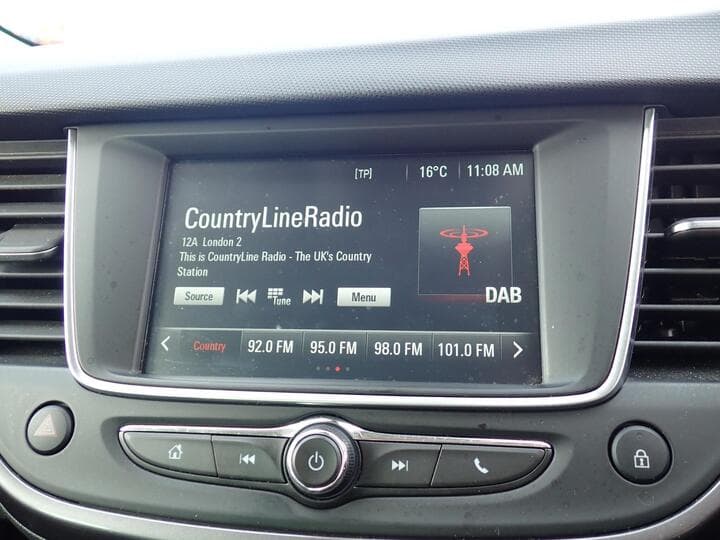 [TP] 16°C 11:08 AM
CountryLineRadio
12A London 2
This is CountryLine Radio - The UK's Country
Station
Source Tune Menu
DAB
Country 92.0 FM 95.0 FM 98.0 FM 101.0 FM